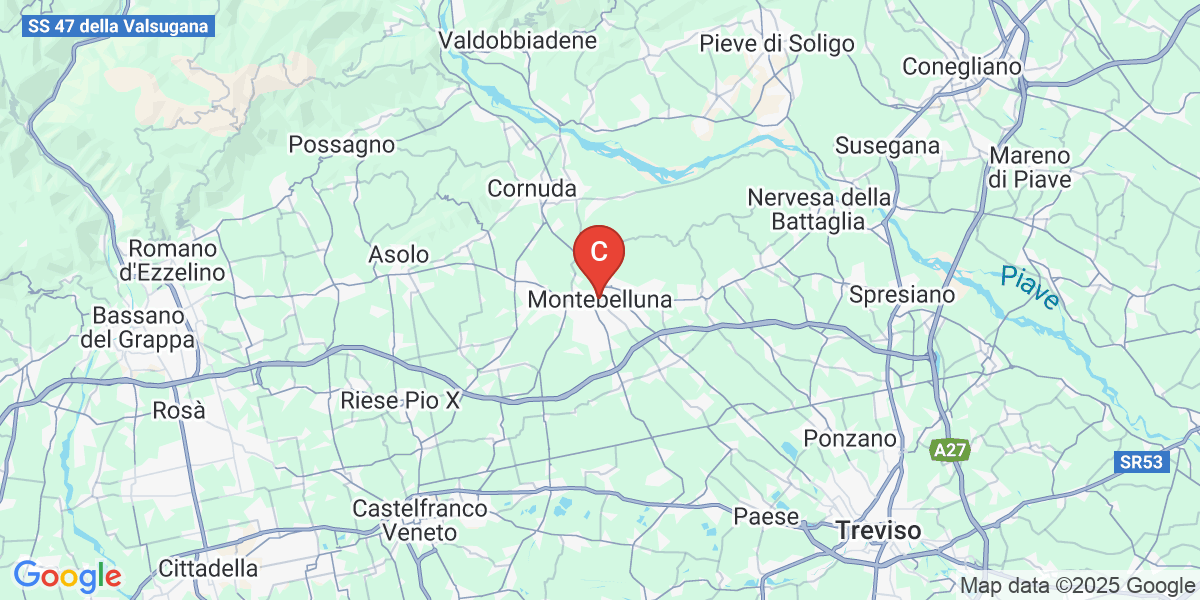 SS 47 della Valsugana
Valdobbiadene
Pieve di Soligo
Conegliano
Possagno
Susegana
Mareno
di Piave
Cornuda
Nervesa della
Battaglia
Romano
d'Ezzelino
Asolo
C
Montebelluna
Spresiano
Piave
Bassano
del Grappa
Riese Pio X
Rosà
Ponzano
A27
SR53
Castelfranco
Veneto
Paese
Treviso
Cittadella
Google
Map data ©2025 Google